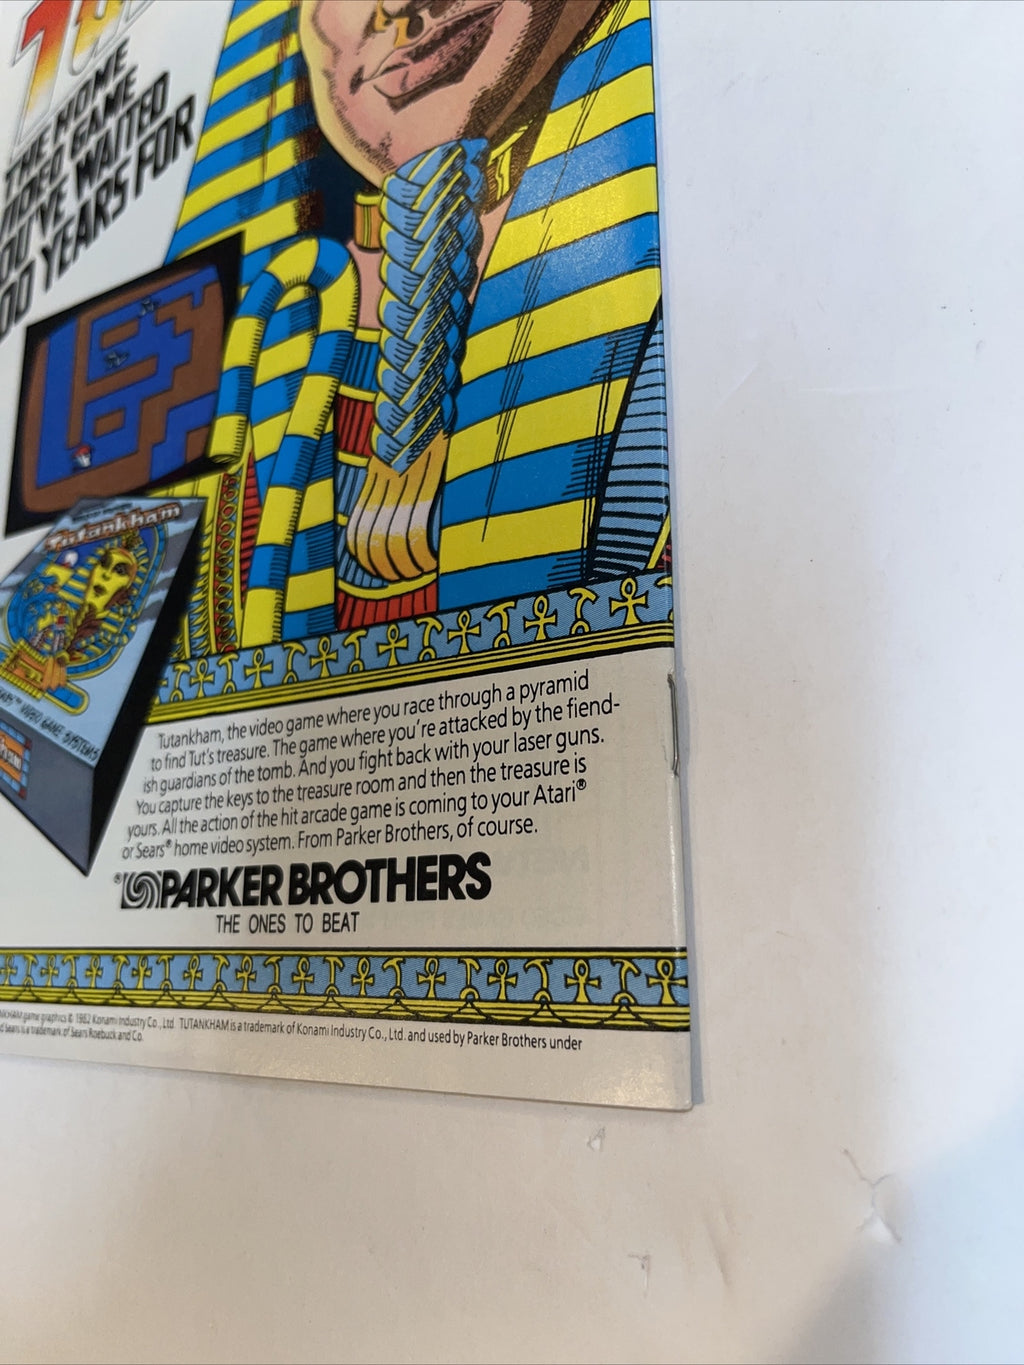 THE HOME
VIDEO GAME
YOU'VE WAITED
YEARS FOR
Tutankham
VIDEO GAME SYSTEMS
Tutankham, the video game where you race through a pyramid
to find Tut's treasure. The game where you're attacked by the fiend-
ish guardians of the tomb. And you fight back with your laser guns.
You capture the keys to the treasure room and then the treasure is
yours. All the action of the hit arcade game is coming to your Atari®
or Sears® home video system. From Parker Brothers, of course.
® PARKER BROTHERS
THE ONES TO BEAT
NKHAM game graphics © 1982 Konami Industry Co., Ltd. TUTANKHAM is a trademark of Konami Industry Co., Ltd. and used by Parker Brothers under
d Sears is a trademark of Sears Roebuck and Co.